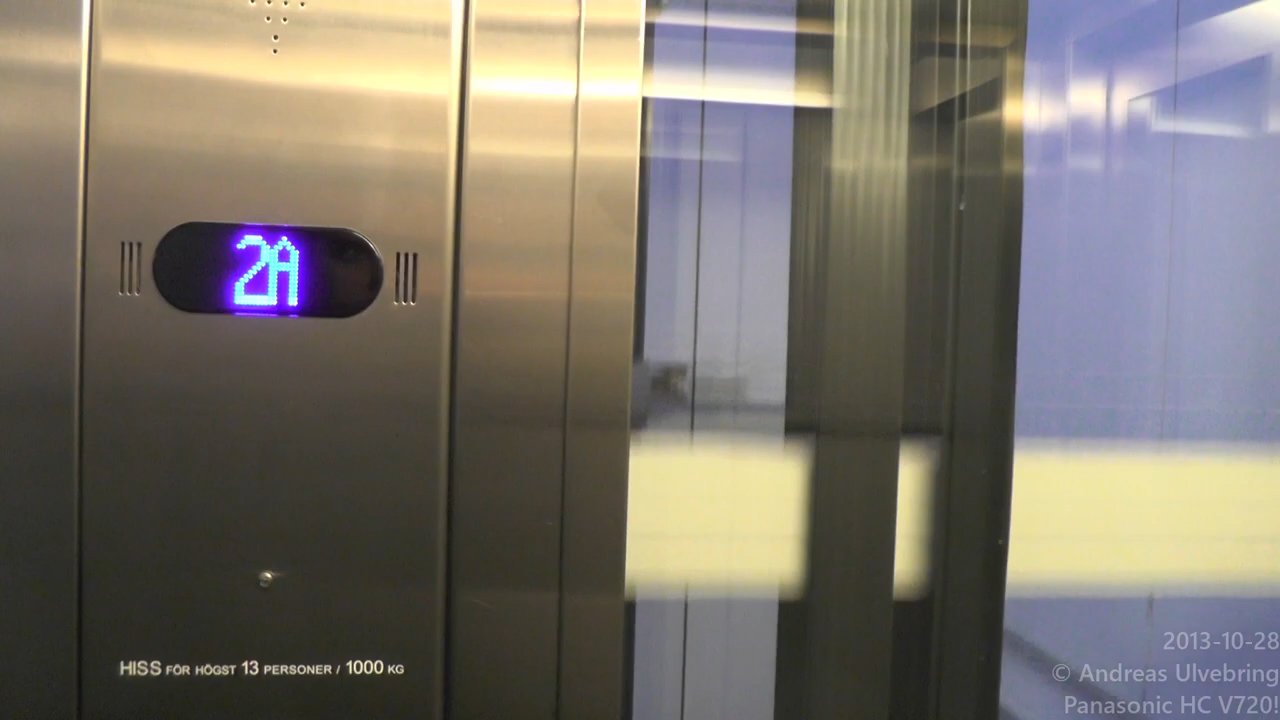 2A
HISS FÖR HÖGST 13 PERSONER / 1000 KG
2013-10-28
© Andreas Ulvebring
Panasonic HC V720!